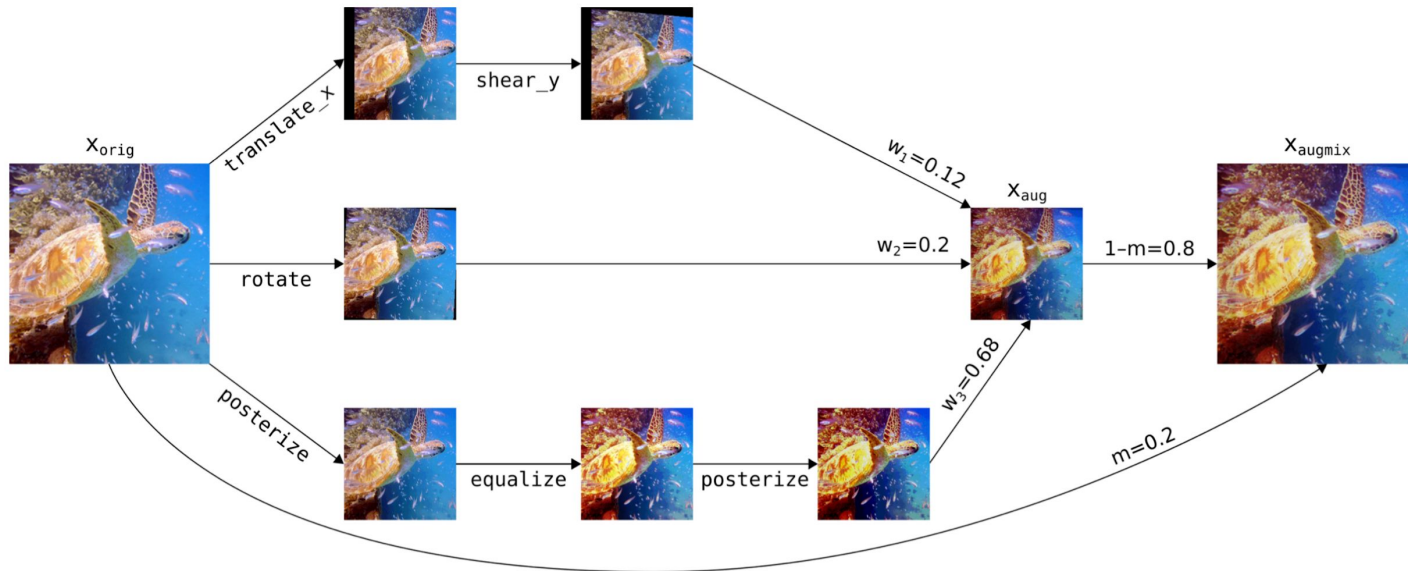 x_orig
translate_x
shear_y
w₁=0.12
rotate
w₂=0.2
x_aug
1–m=0.8
x_augmix
posterize
equalize
posterize
w₃=0.68
m=0.2